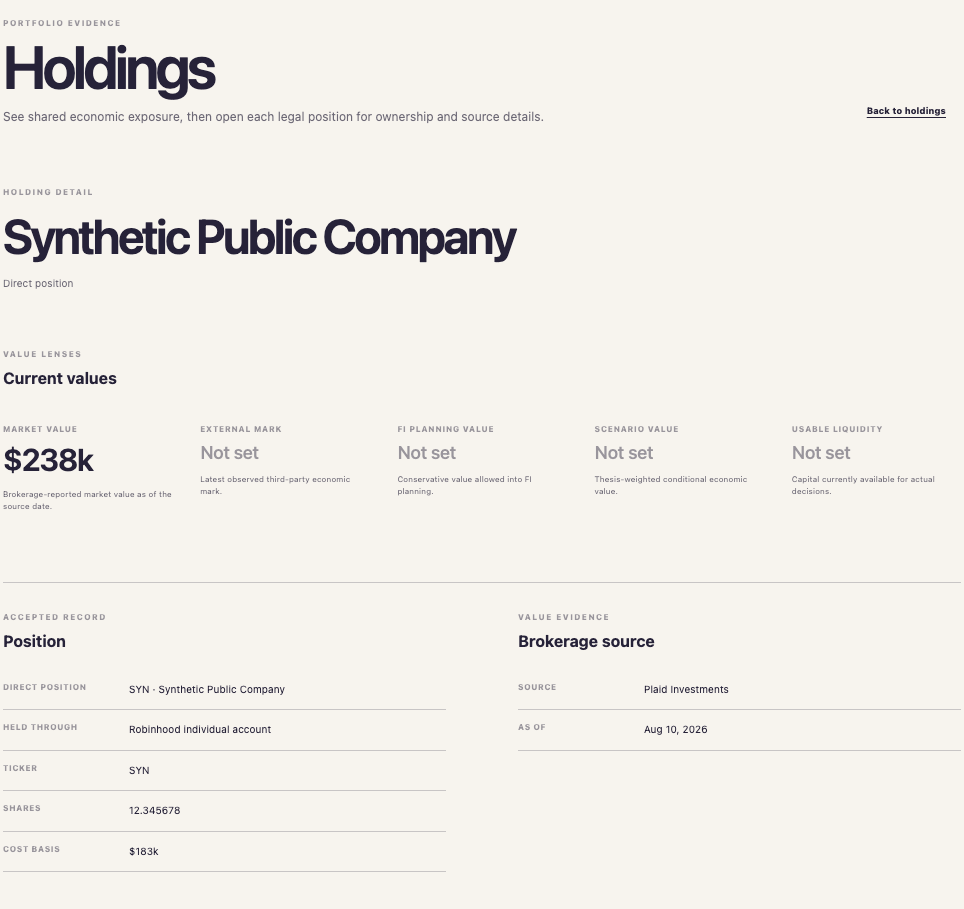 PORTFOLIO EVIDENCE
Holdings
See shared economic exposure, then open each legal position for ownership and source details.
Back to holdings
HOLDING DETAIL
Synthetic Public Company
Direct position
VALUE LENSES
Current values
MARKET VALUE
$238k
Brokerage-reported market value as of the
source date.
EXTERNAL MARK
Not set
Latest observed third-party economic
mark.
FI PLANNING VALUE
Not set
Conservative value allowed into FI
planning.
SCENARIO VALUE
Not set
Thesis-weighted conditional economic
value.
USABLE LIQUIDITY
Not set
Capital currently available for actual
decisions.
ACCEPTED RECORD
Position
DIRECT POSITION SYN · Synthetic Public Company
HELD THROUGH Robinhood individual account
TICKER SYN
SHARES 12.345678
COST BASIS $183k
VALUE EVIDENCE
Brokerage source
SOURCE Plaid Investments
AS OF Aug 10, 2026